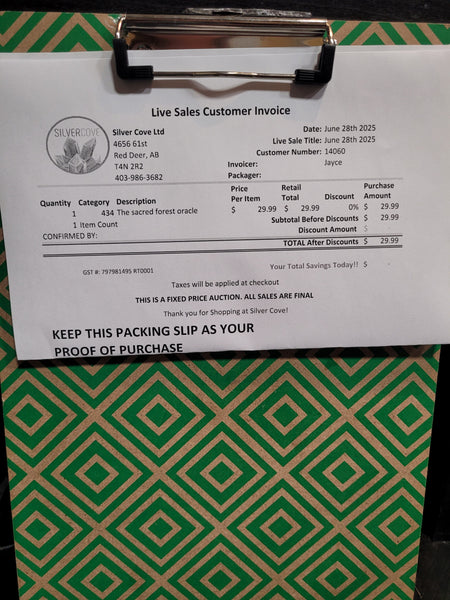 Live Sales Customer Invoice
SILVERCOVE
Silver Cove Ltd
4656 61st
Red Deer, AB
T4N 2R2
403-986-3682
Date: June 28th 2025
Live Sale Title: June 28th 2025
Customer Number: 14060
Invoicer: Jayce
Packager:
Quantity Category Description Price Per Item Retail Total Discount Purchase Amount
1 434 The sacred forest oracle $ 29.99 $ 29.99 0% $ 29.99
1 Item Count Subtotal Before Discounts $ 29.99
Discount Amount $
CONFIRMED BY:
TOTAL After Discounts $ 29.99
GST #: 797981495 RT0001 Your Total Savings Today!! $
Taxes will be applied at checkout
THIS IS A FIXED PRICE AUCTION. ALL SALES ARE FINAL
Thank you for Shopping at Silver Cove!
KEEP THIS PACKING SLIP AS YOUR
PROOF OF PURCHASE